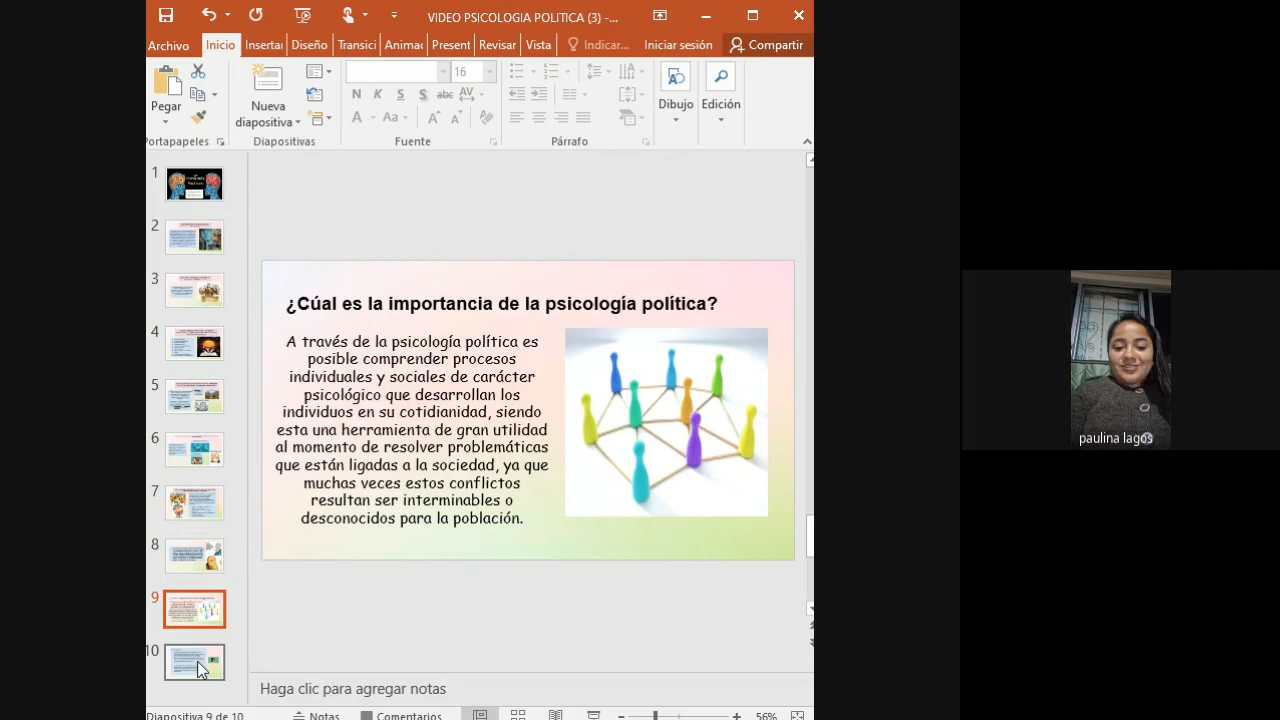 VIDEO PSICOLOGIA POLITICA (3) -...
Archivo
Inicio
Insertar
Diseño
Transici
Animac
Present
Revisar
Vista
Indicar...
Iniciar sesión
Compartir
Pegar
Nueva
diapositiva
16
N K S S abc AV
A Aa A A
Dibujo
Edición
Portapapeles
Diapositivas
Fuente
Párrafo
1
2
3
4
5
6
7
8
9
10
¿Cúal es la importancia de la psicología política?
A través de la psicología política es
posible comprender procesos
individuales y sociales de carácter
psicológico que desarrollan los
individuos en su cotidianidad, siendo
esta una herramienta de gran utilidad
al momento de resolver problemáticas
que están ligadas a la sociedad, ya que
muchas veces estos conflictos
resultan ser interminables o
desconocidos para la población.
Haga clic para agregar notas
Diapositiva 9 de 10
Notas
Comentarios
56%
paulina lagos